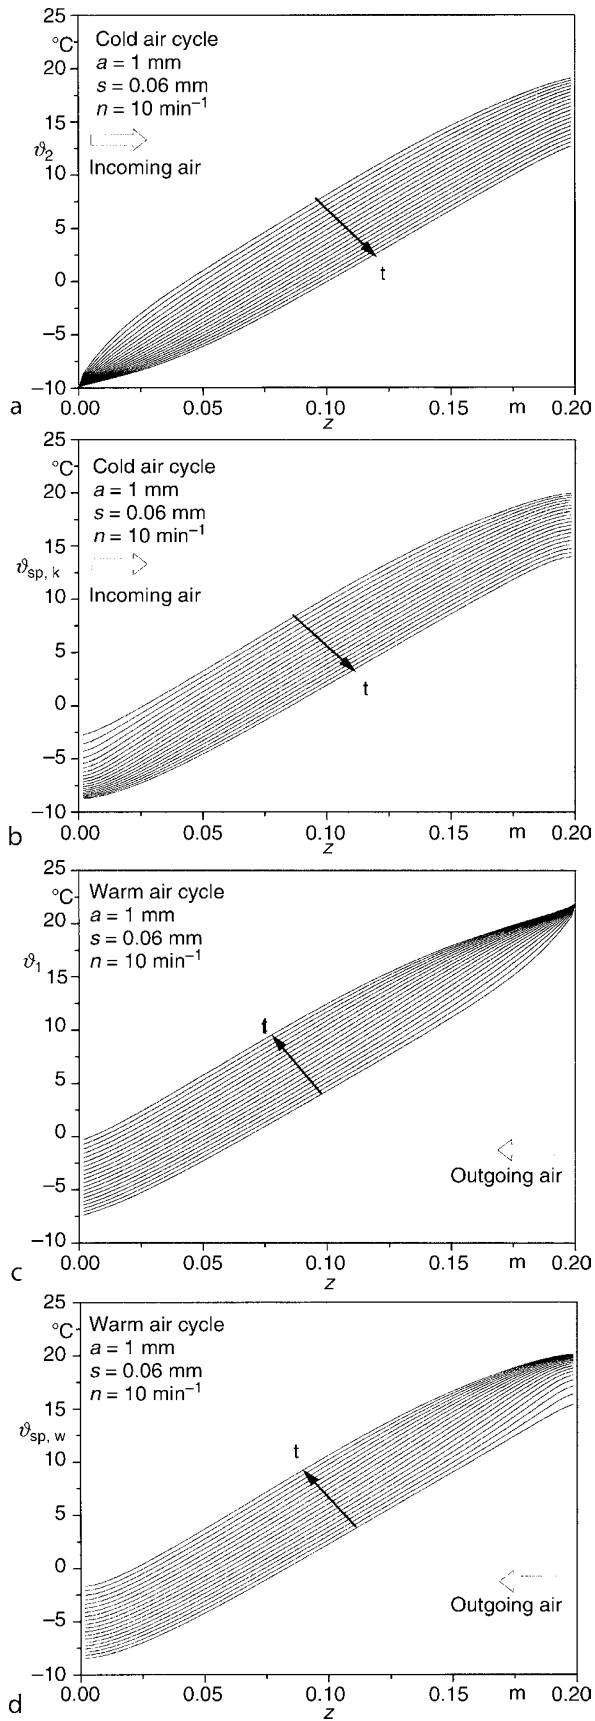 25
°C
20
15
ϑ2
10
5
0
−5
−10
Cold air cycle
a = 1 mm
s = 0.06 mm
n = 10 min−1
Incoming air
t
0.00 0.05 0.10 0.15 m 0.20
z
a
25
°C
20
15
ϑsp, k
10
5
0
−5
−10
Cold air cycle
a = 1 mm
s = 0.06 mm
n = 10 min−1
Incoming air
t
0.00 0.05 0.10 0.15 m 0.20
z
b
25
°C
20
ϑ1
15
10
5
0
−5
−10
Warm air cycle
a = 1 mm
s = 0.06 mm
n = 10 min−1
t
Outgoing air
0.00 0.05 0.10 0.15 m 0.20
z
c
25
°C
20
15
ϑsp, w
10
5
0
−5
−10
Warm air cycle
a = 1 mm
s = 0.06 mm
n = 10 min−1
t
Outgoing air
0.00 0.05 0.10 0.15 m 0.20
z
d